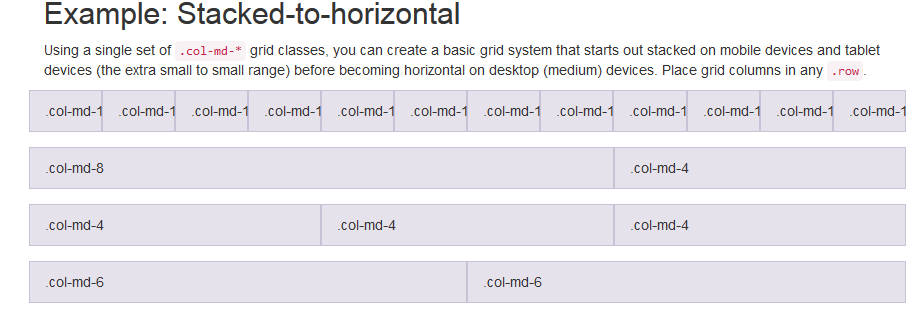 Example: Stacked-to-horizontal
Using a single set of .col-md-* grid classes, you can create a basic grid system that starts out stacked on mobile devices and tablet
devices (the extra small to small range) before becoming horizontal on desktop (medium) devices. Place grid columns in any .row.
.col-md-1 .col-md-1 .col-md-1 .col-md-1 .col-md-1 .col-md-1 .col-md-1 .col-md-1 .col-md-1 .col-md-1 .col-md-1 .col-md-1
.col-md-8 .col-md-4
.col-md-4 .col-md-4 .col-md-4
.col-md-6 .col-md-6